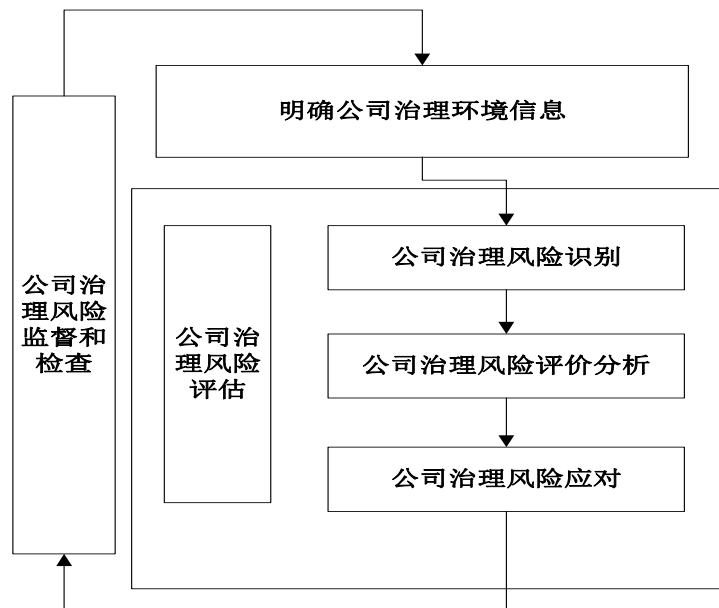 明确公司治理环境信息
公司治
理风险
监督和
检查
公司治
理风险
评估
公司治理风险识别
公司治理风险评价分析
公司治理风险应对